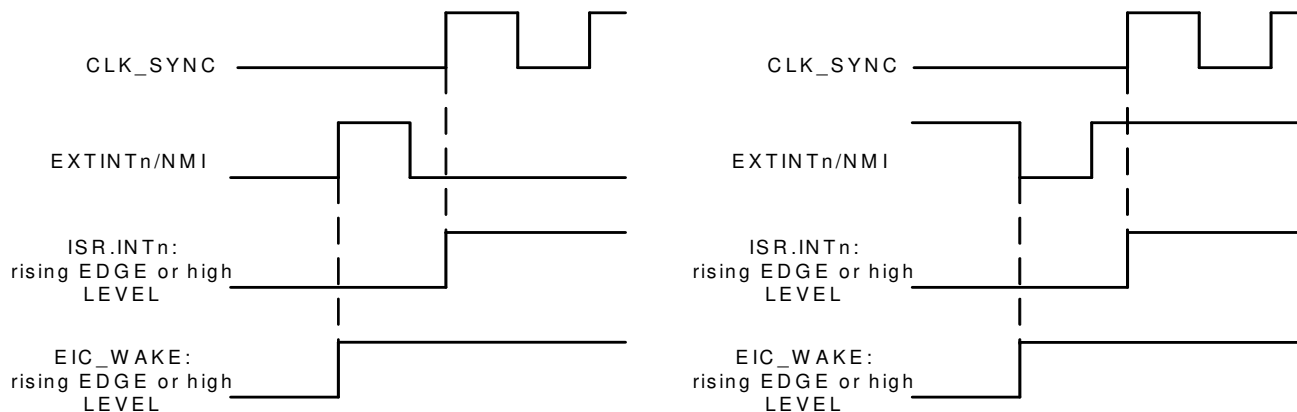 CLK_SYNC
EXTINTn/NMI
ISR.INTn:
rising EDGE or high
LEVEL
EIC_WAKE:
rising EDGE or high
LEVEL
CLK_SYNC
EXTINTn/NMI
ISR.INTn:
rising EDGE or high
LEVEL
EIC_WAKE:
rising EDGE or high
LEVEL